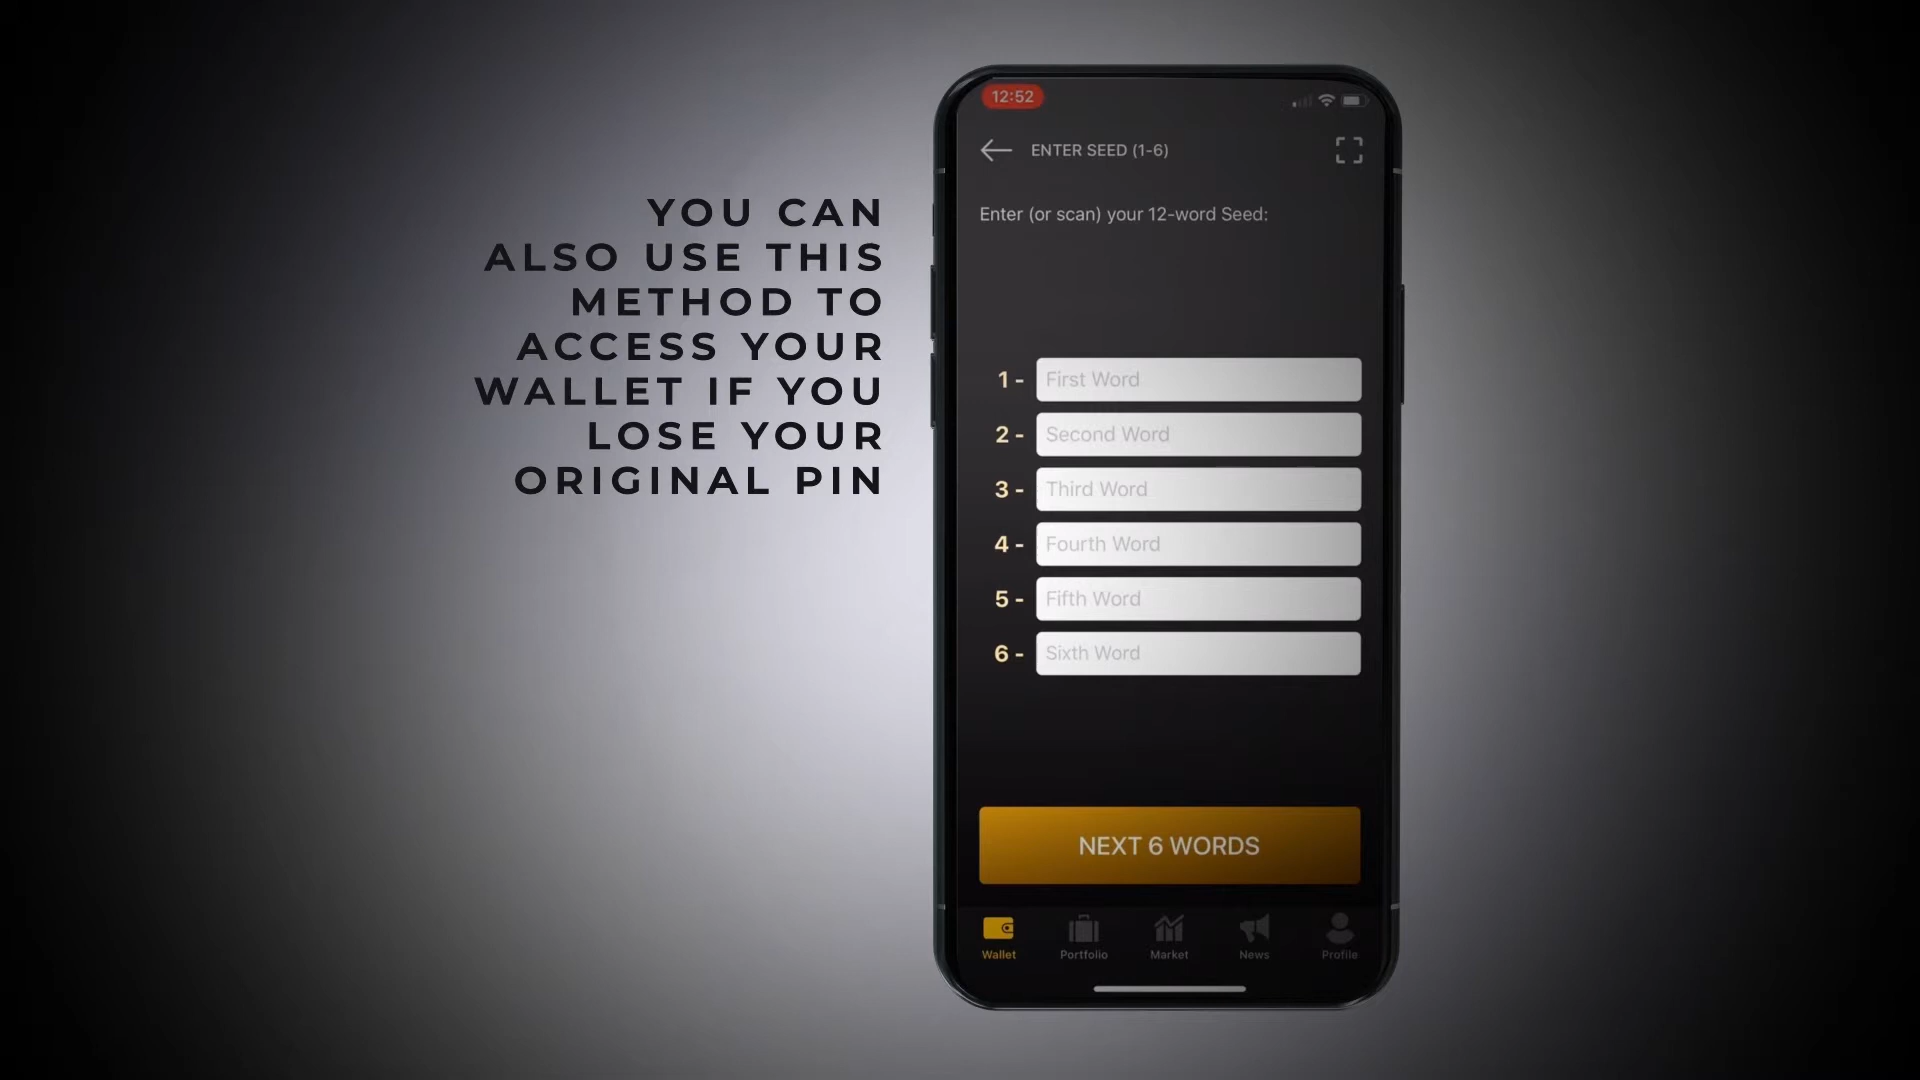 YOU CAN
ALSO USE THIS
METHOD TO
ACCESS YOUR
WALLET IF YOU
LOSE YOUR
ORIGINAL PIN
12:52
ENTER SEED (1-6)
Enter (or scan) your 12-word Seed:
1 - First Word
2 - Second Word
3 - Third Word
4 - Fourth Word
5 - Fifth Word
6 - Sixth Word
NEXT 6 WORDS
Wallet Portfolio Market News Profile